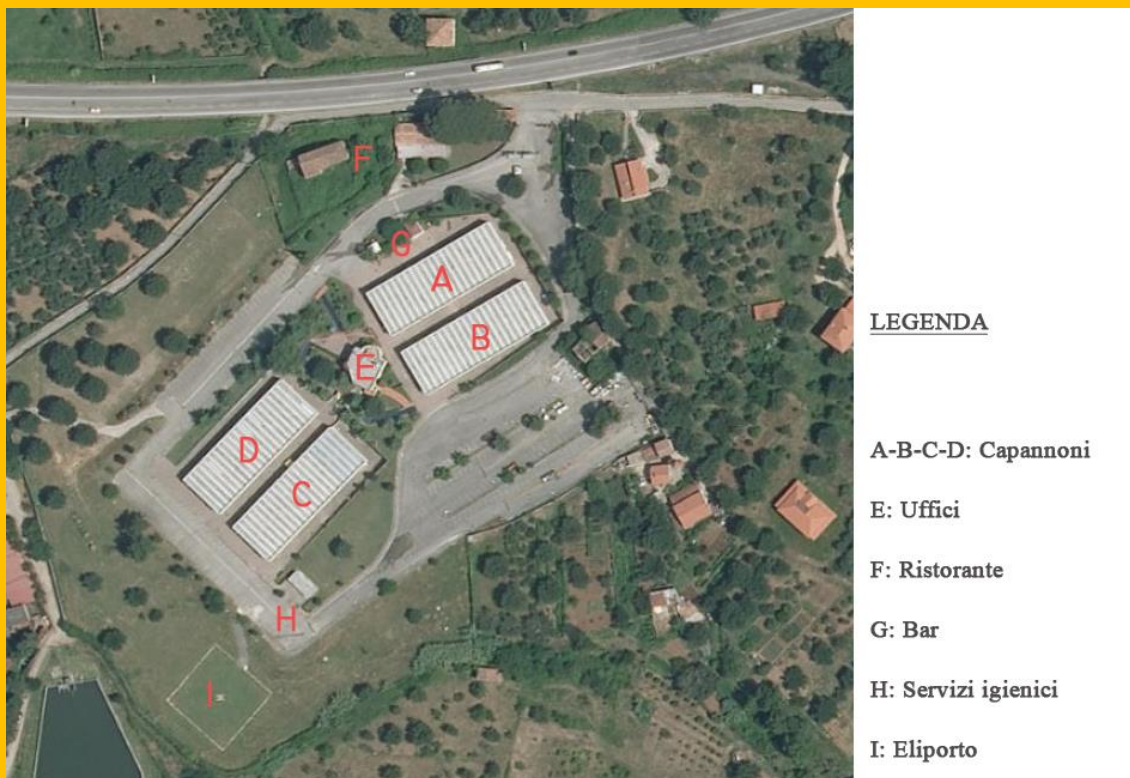 F
G
A
B
E
D
C
H
I
LEGENDA
A-B-C-D: Capannoni
E: Uffici
F: Ristorante
G: Bar
H: Servizi igienici
I: Eliporto